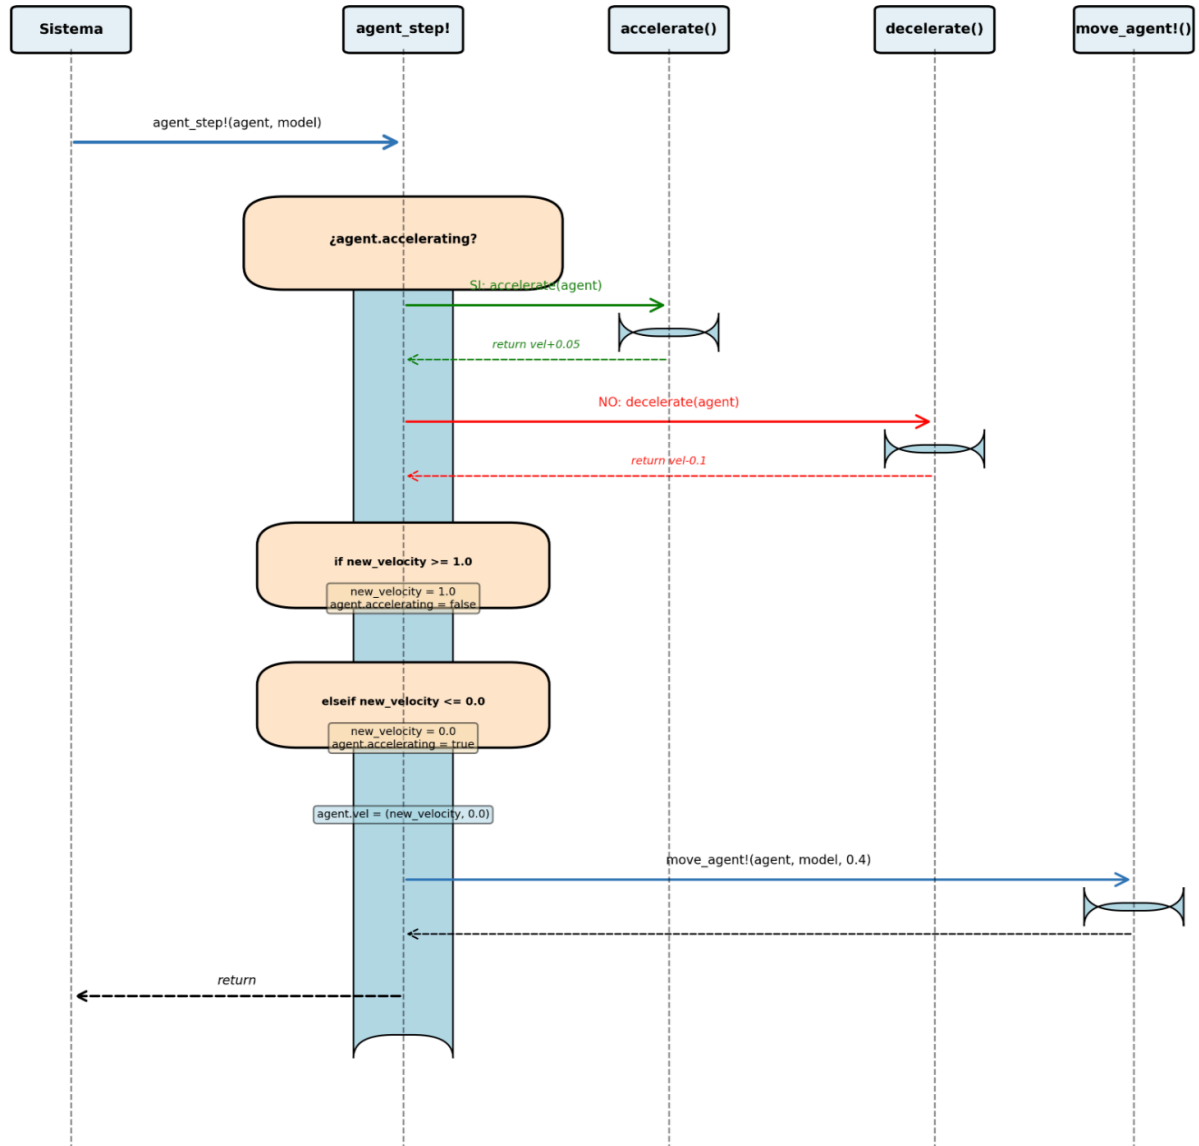 Sistema
agent_step!
accelerate()
decelerate()
move_agent!()
agent_step!(agent, model)
¿agent.accelerating?
SI: accelerate(agent)
return vel+0.05
NO: decelerate(agent)
return vel-0.1
if new_velocity >= 1.0
new_velocity = 1.0
agent.accelerating = false
elseif new_velocity <= 0.0
new_velocity = 0.0
agent.accelerating = true
agent.vel = (new_velocity, 0.0)
move_agent!(agent, model, 0.4)
return